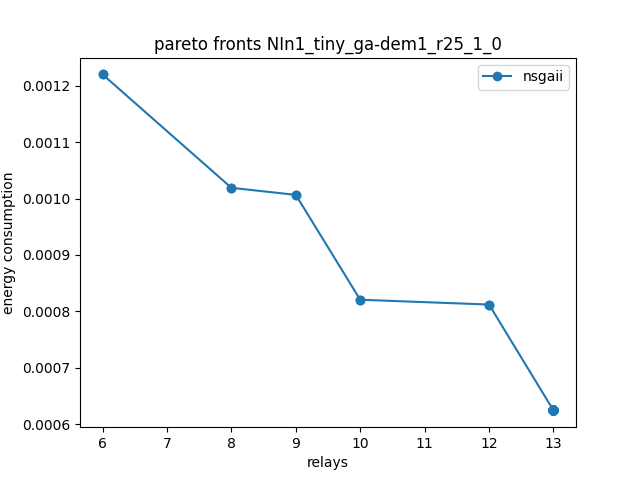 pareto fronts NIn1_tiny_ga-dem1_r25_1_0
nsgaii
energy consumption
0.0012
0.0011
0.0010
0.0009
0.0008
0.0007
0.0006
6 7 8 9 10 11 12 13
relays